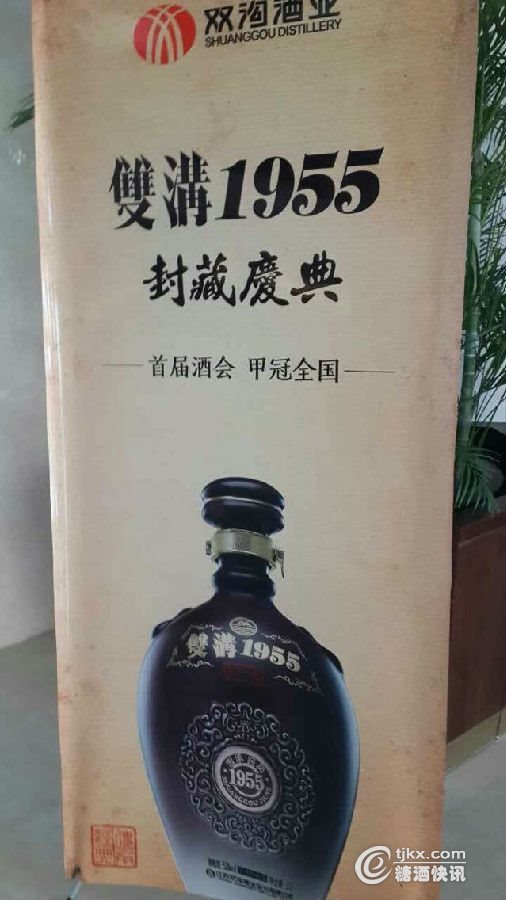 双沟酒业
SHUANGGOU DISTILLERY
雙溝1955
封藏慶典
首届酒会 甲冠全国
雙溝1955
1955
tjkx.com
糖酒快讯